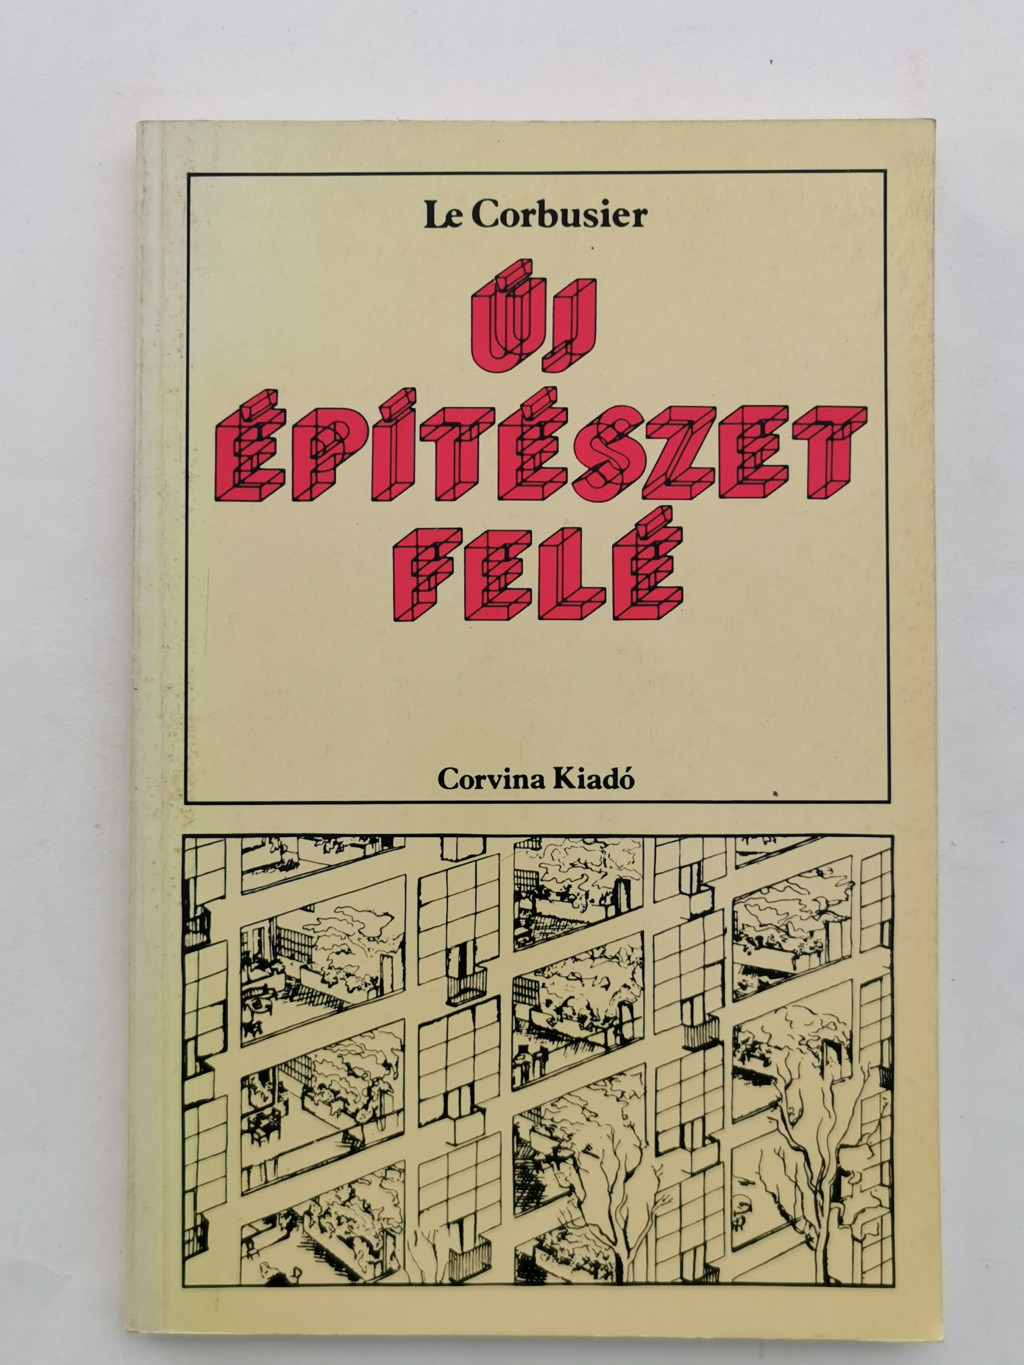 Le Corbusier
ÚJ
ÉPÍTÉSZET
FELÉ
Corvina Kiadó